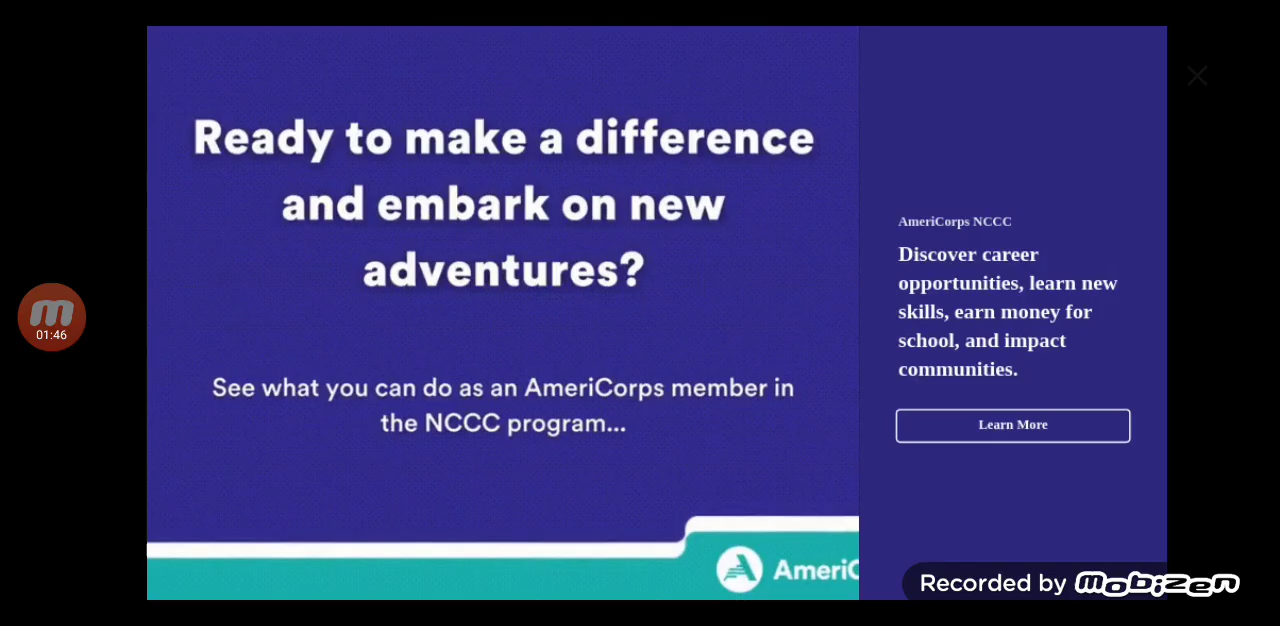 Ready to make a difference
and embark on new
adventures?
See what you can do as an AmeriCorps member in
the NCCC program...
AmeriC
AmeriCorps NCCC
Discover career
opportunities, learn new
skills, earn money for
school, and impact
communities.
Learn More
01:46
Recorded by mobizen